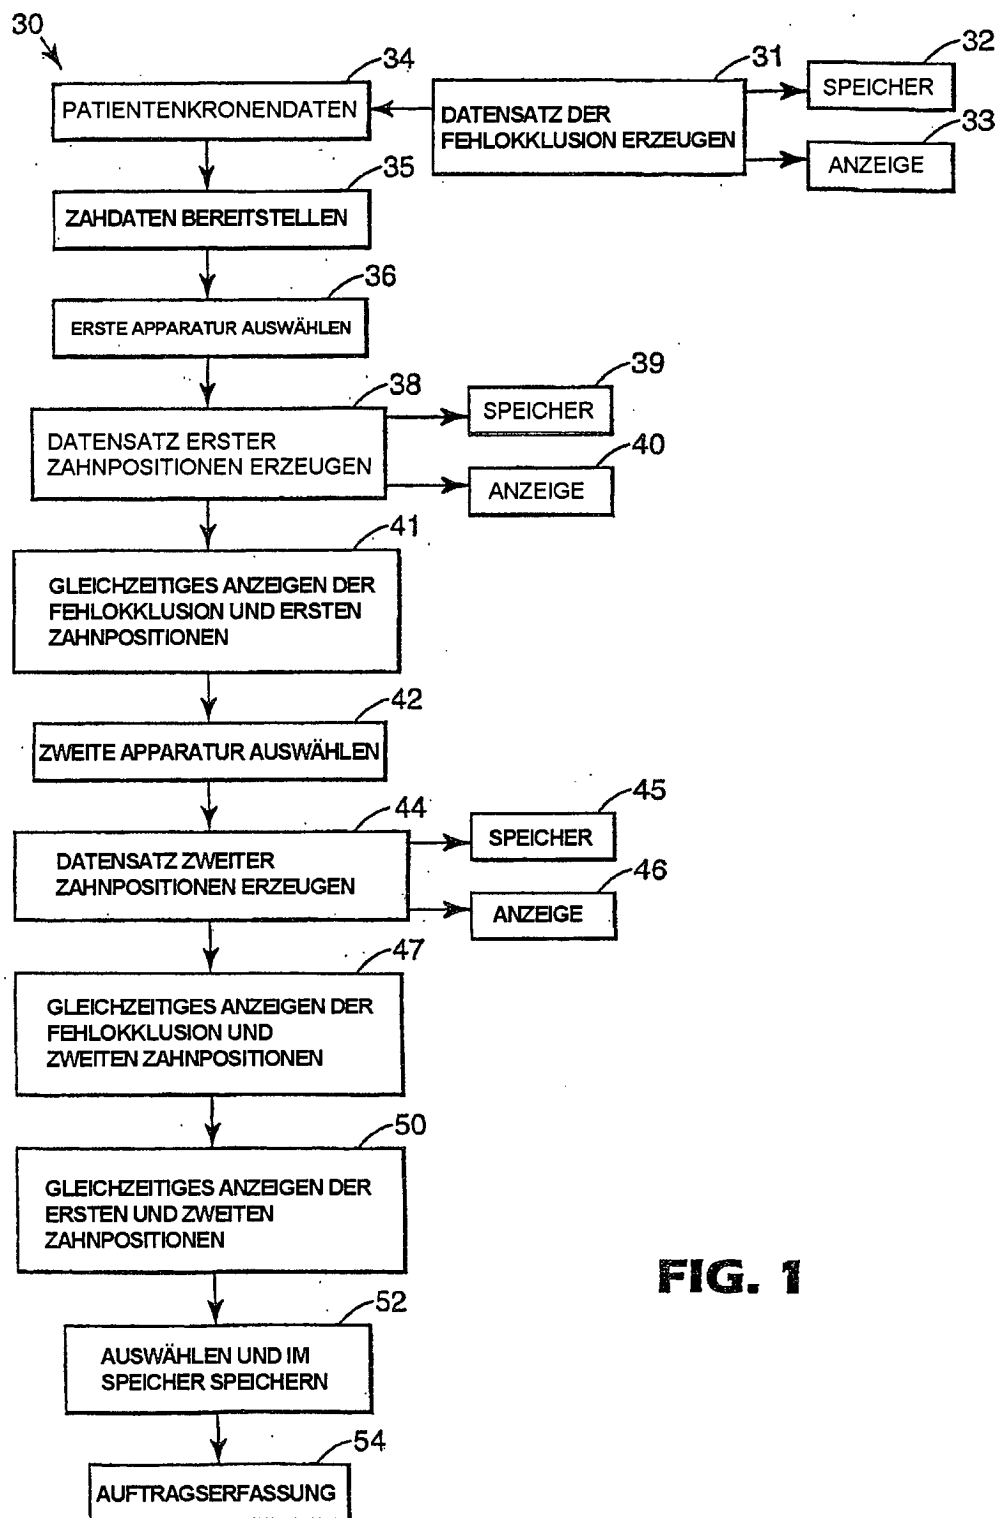 30
34
PATIENTENKRONENDATEN
31
DATENSATZ DER
FEHLOKKLUSION ERZEUGEN
32
SPEICHER
33
ANZEIGE
35
ZAHDATEN BEREITSTELLEN
36
ERSTE APPARATUR AUSWÄHLEN
38
DATENSATZ ERSTER
ZAHNPOSITIONEN ERZEUGEN
39
SPEICHER
40
ANZEIGE
41
GLEICHZEITIGES ANZEIGEN DER
FEHLOKKLUSION UND ERSTEN
ZAHNPOSITIONEN
42
ZWEITE APPARATUR AUSWÄHLEN
44
DATENSATZ ZWEITER
ZAHNPOSITIONEN ERZEUGEN
45
SPEICHER
46
ANZEIGE
47
GLEICHZEITIGES ANZEIGEN DER
FEHLOKKLUSION UND
ZWEITEN ZAHNPOSITIONEN
50
GLEICHZEITIGES ANZEIGEN DER
ERSTEN UND ZWEITEN
ZAHNPOSITIONEN
52
AUSWÄHLEN UND IM
SPEICHER SPEICHERN
54
AUFTRAGSERFASSUNG
FIG. 1